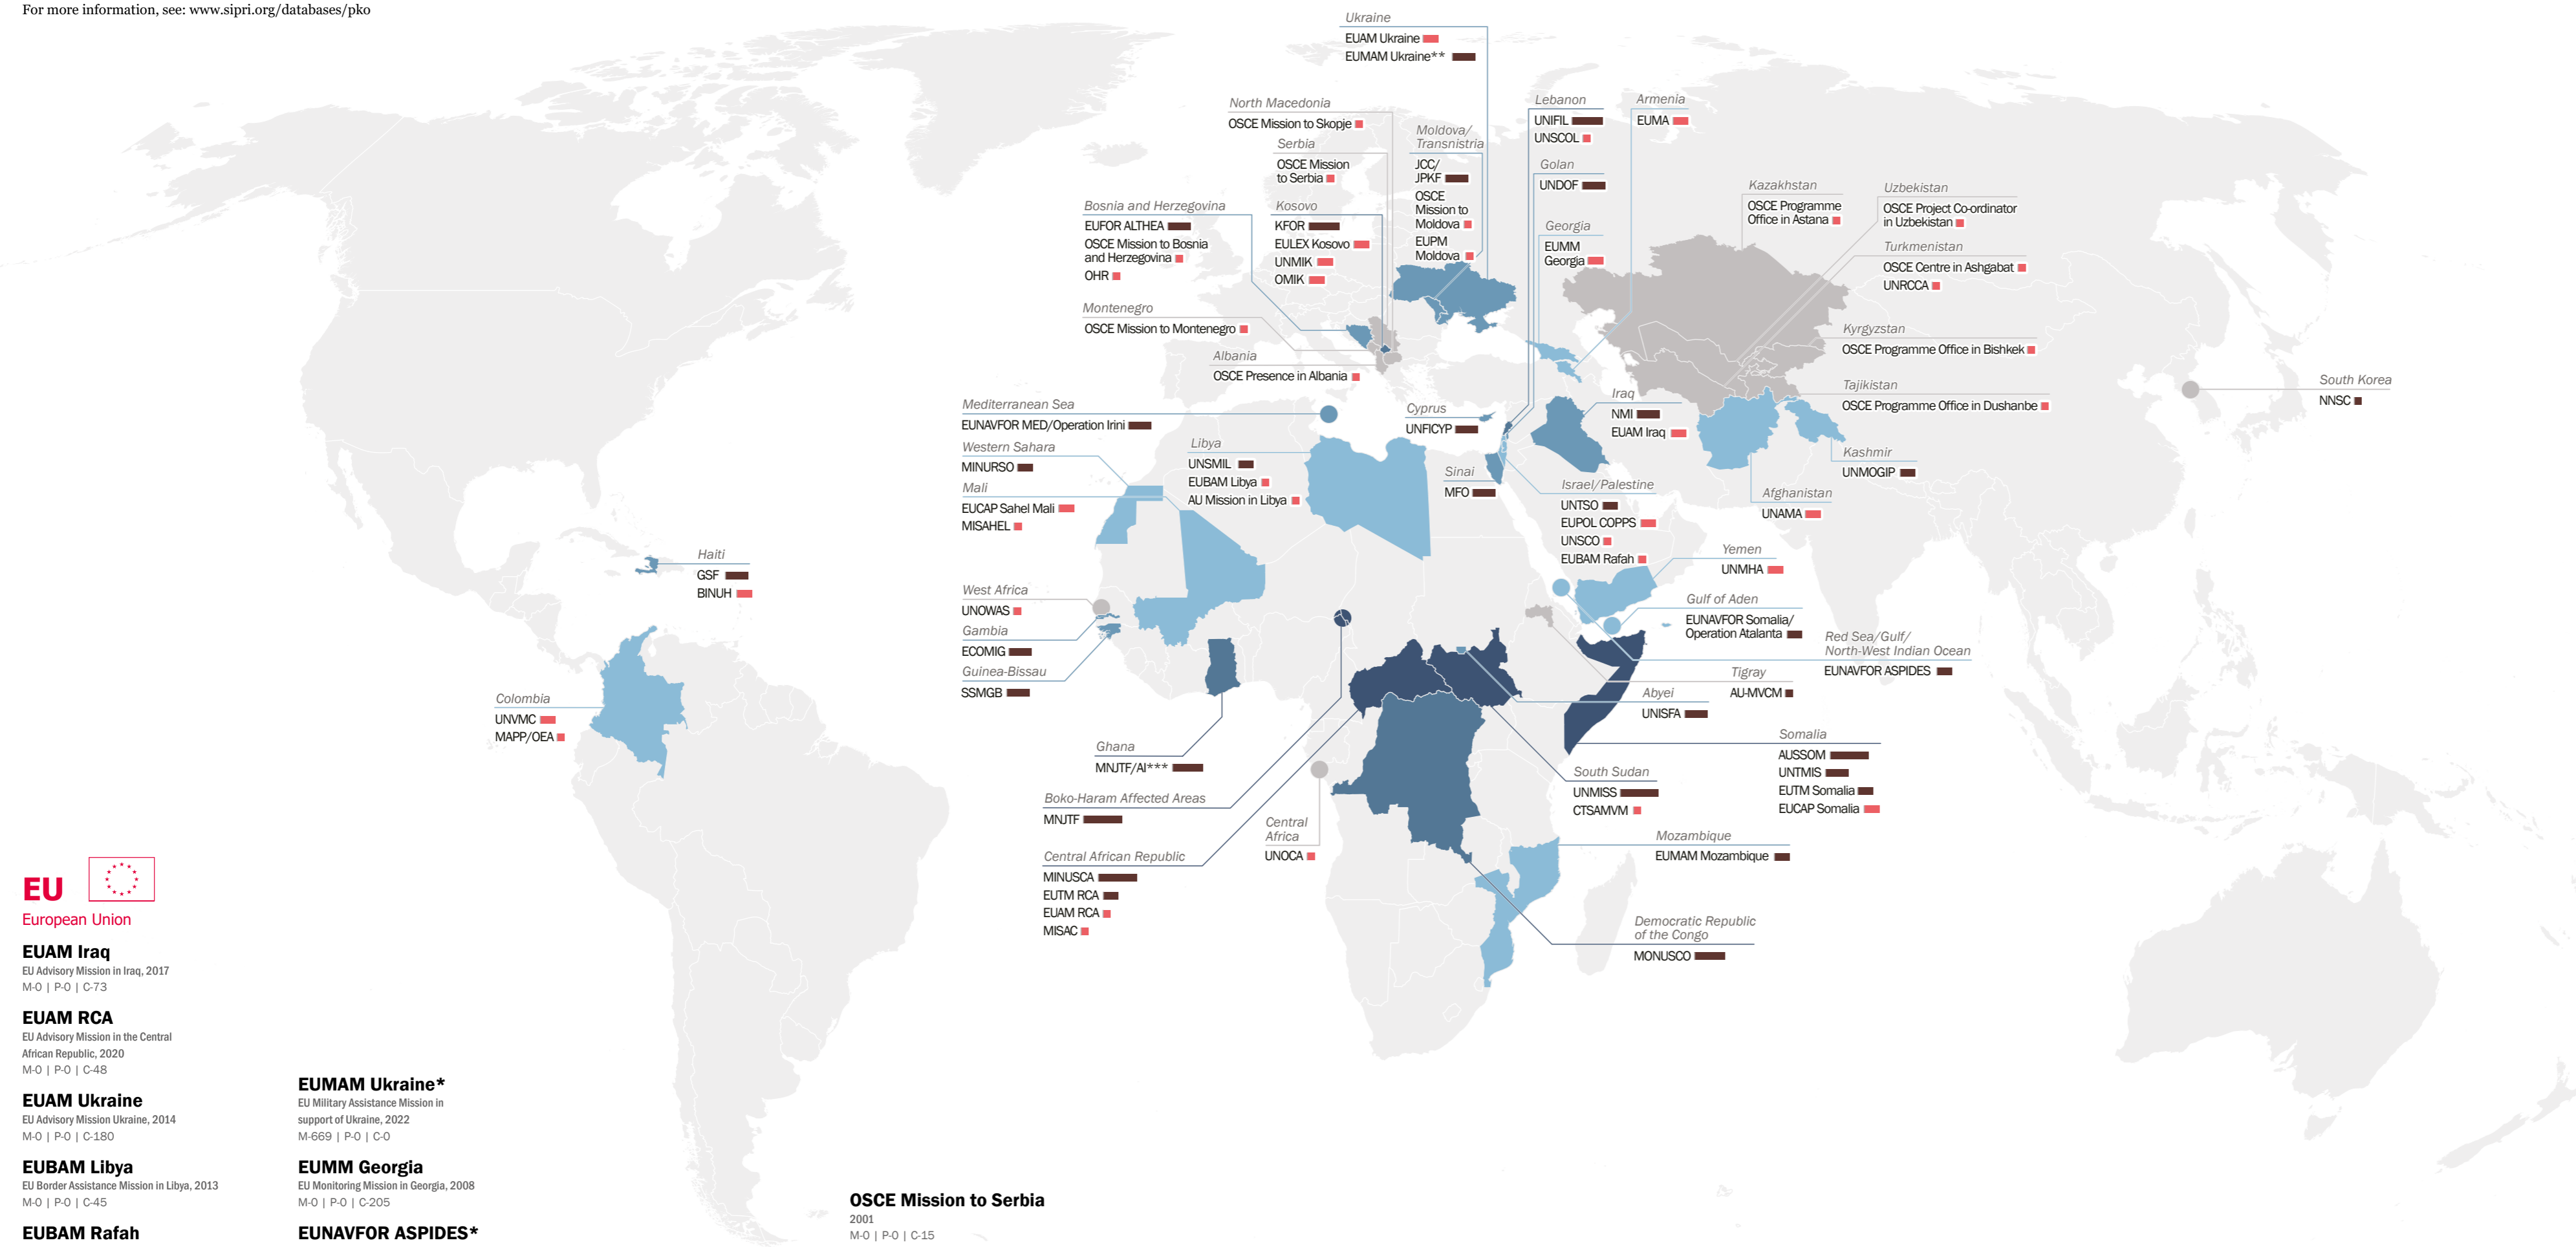 For more information, see: www.sipri.org/databases/pko
Ukraine
EUAM Ukraine
EUMAM Ukraine**
North Macedonia
OSCE Mission to Skopje
Serbia
OSCE Mission
to Serbia
Moldova/
Transnistria
JCC/
JPKF
OSCE
Mission to
Moldova
EUPM
Moldova
Lebanon
UNIFIL
UNSCOL
Armenia
EUMA
Golan
UNDOF
Georgia
EUMM
Georgia
Bosnia and Herzegovina
EUFOR ALTHEA
OSCE Mission to Bosnia
and Herzegovina
OHR
Kosovo
KFOR
EULEX Kosovo
UNMIK
OMIK
Montenegro
OSCE Mission to Montenegro
Albania
OSCE Presence in Albania
Kazakhstan
OSCE Programme
Office in Astana
Uzbekistan
OSCE Project Co-ordinator
in Uzbekistan
Turkmenistan
OSCE Centre in Ashgabat
UNRCCA
Kyrgyzstan
OSCE Programme Office in Bishkek
Tajikistan
OSCE Programme Office in Dushanbe
South Korea
NNSC
Mediterranean Sea
EUNAVFOR MED/Operation Irini
Western Sahara
MINURSO
Mali
EUCAP Sahel Mali
MISAHEL
Libya
UNSMIL
EUBAM Libya
AU Mission in Libya
Cyprus
UNFICYP
Sinai
MFO
Iraq
NMI
EUAM Iraq
Israel/Palestine
UNTSO
EUPOL COPPS
UNSCO
EUBAM Rafah
Kashmir
UNMOGIP
Afghanistan
UNAMA
Yemen
UNMHA
Gulf of Aden
EUNAVFOR Somalia/
Operation Atalanta
Red Sea/Gulf/
North-West Indian Ocean
EUNAVFOR ASPIDES
Tigray
AU-MVCM
Abyei
UNISFA
Haiti
GSF
BINUH
Colombia
UNVMC
MAPP/OEA
West Africa
UNOWAS
Gambia
ECOMIG
Guinea-Bissau
SSMGB
Ghana
MNJTF/AI***
Boko-Haram Affected Areas
MNJTF
Central African Republic
MINUSCA
EUTM RCA
EUAM RCA
MISAC
Central
Africa
UNOCA
Somalia
AUSSOM
UNTMIS
EUTM Somalia
EUCAP Somalia
South Sudan
UNMISS
CTSAMVM
Mozambique
EUMAM Mozambique
Democratic Republic
of the Congo
MONUSCO
EU
European Union
EUAM Iraq
EU Advisory Mission in Iraq, 2017
M-0 | P-0 | C-73
EUAM RCA
EU Advisory Mission in the Central
African Republic, 2020
M-0 | P-0 | C-48
EUAM Ukraine
EU Advisory Mission Ukraine, 2014
M-0 | P-0 | C-180
EUBAM Libya
EU Border Assistance Mission in Libya, 2013
M-0 | P-0 | C-45
EUBAM Rafah
EUMAM Ukraine*
EU Military Assistance Mission in
support of Ukraine, 2022
M-669 | P-0 | C-0
EUMM Georgia
EU Monitoring Mission in Georgia, 2008
M-0 | P-0 | C-205
EUNAVFOR ASPIDES*
OSCE Mission to Serbia
2001
M-0 | P-0 | C-15